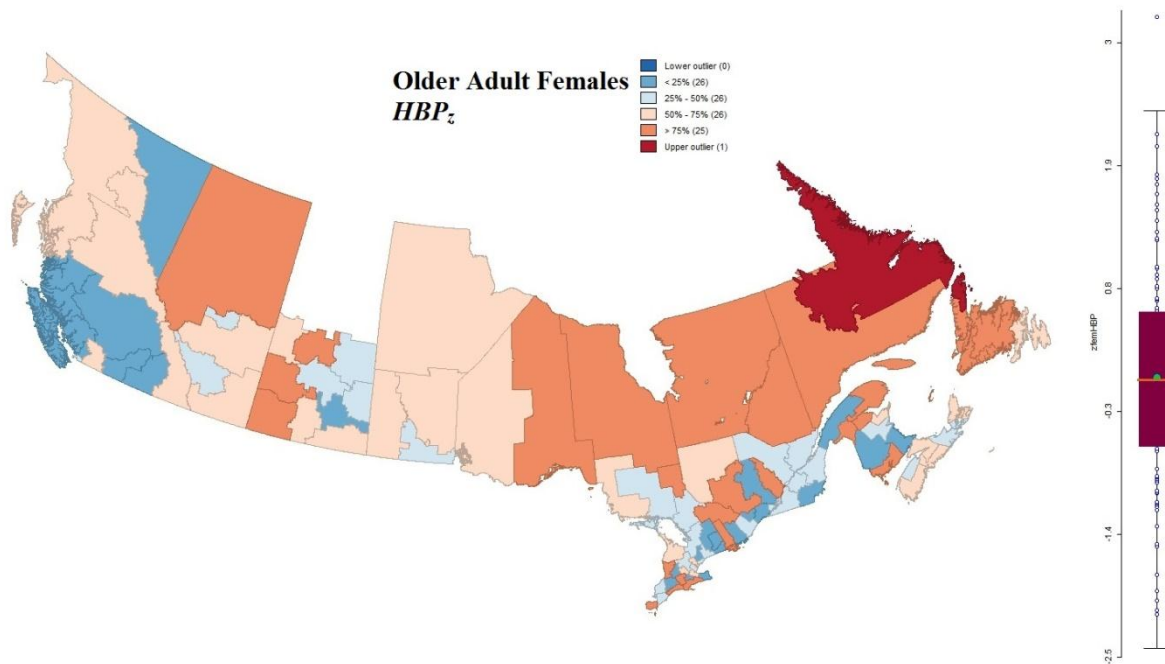 Older Adult Females
HBPz
Lower outlier (0)
< 25% (26)
25% - 50% (26)
50% - 75% (26)
> 75% (25)
Upper outlier (1)
3
1.9
0.8
zfemHBP
-0.3
-1.4
-2.5